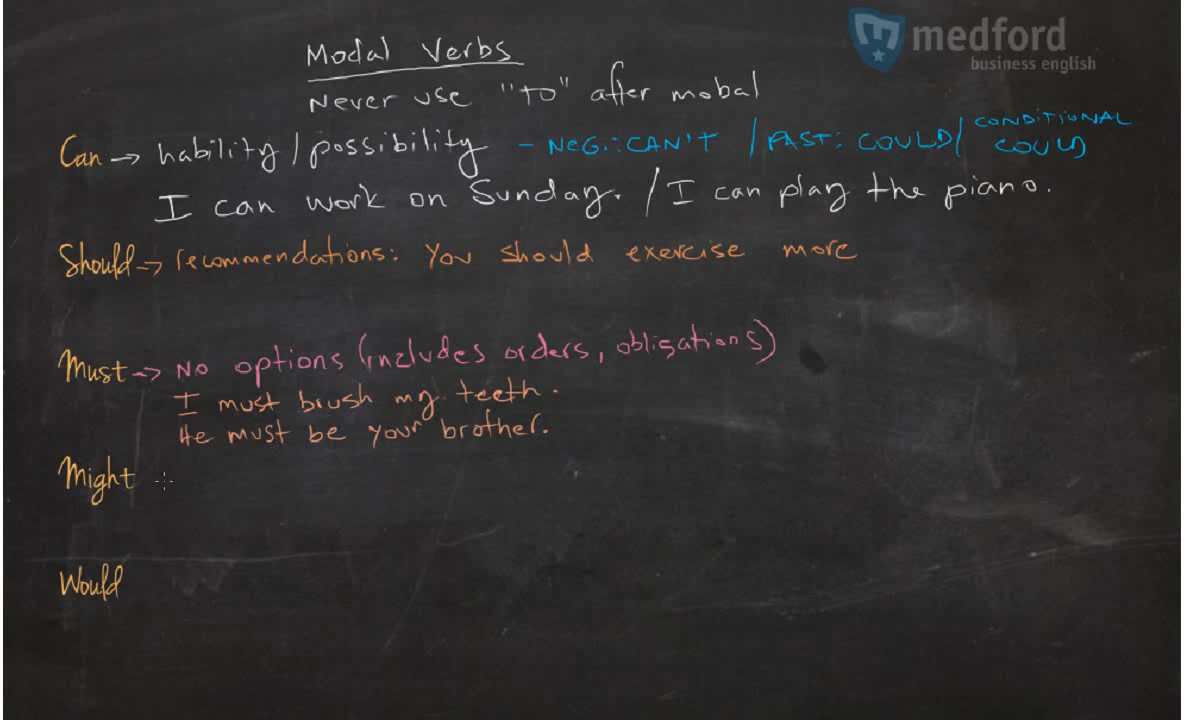 medford
business english
Modal Verbs
Never use "to" after mobal
Can → hability / possibility - NEG: CAN'T / PAST: COULD / CONDITIONAL COULD
I can work on Sunday. / I can play the piano.
Should → recommendations: You should exercise more
Must → No options (includes orders, obligations)
I must brush my teeth.
He must be your brother.
Might
Would